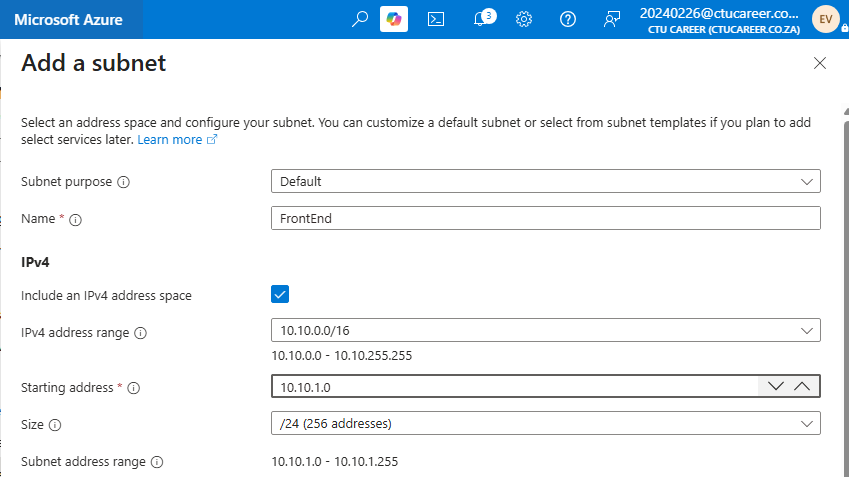 Microsoft Azure
3
20240226@ctucareer.co...
CTU CAREER (CTUCAREER.CO.ZA)
EV
Add a subnet
Select an address space and configure your subnet. You can customize a default subnet or select from subnet templates if you plan to add
select services later. Learn more
Subnet purpose
Default
Name *
FrontEnd
IPv4
Include an IPv4 address space
IPv4 address range
10.10.0.0/16
10.10.0.0 - 10.10.255.255
Starting address *
10.10.1.0
Size
/24 (256 addresses)
Subnet address range
10.10.1.0 - 10.10.1.255